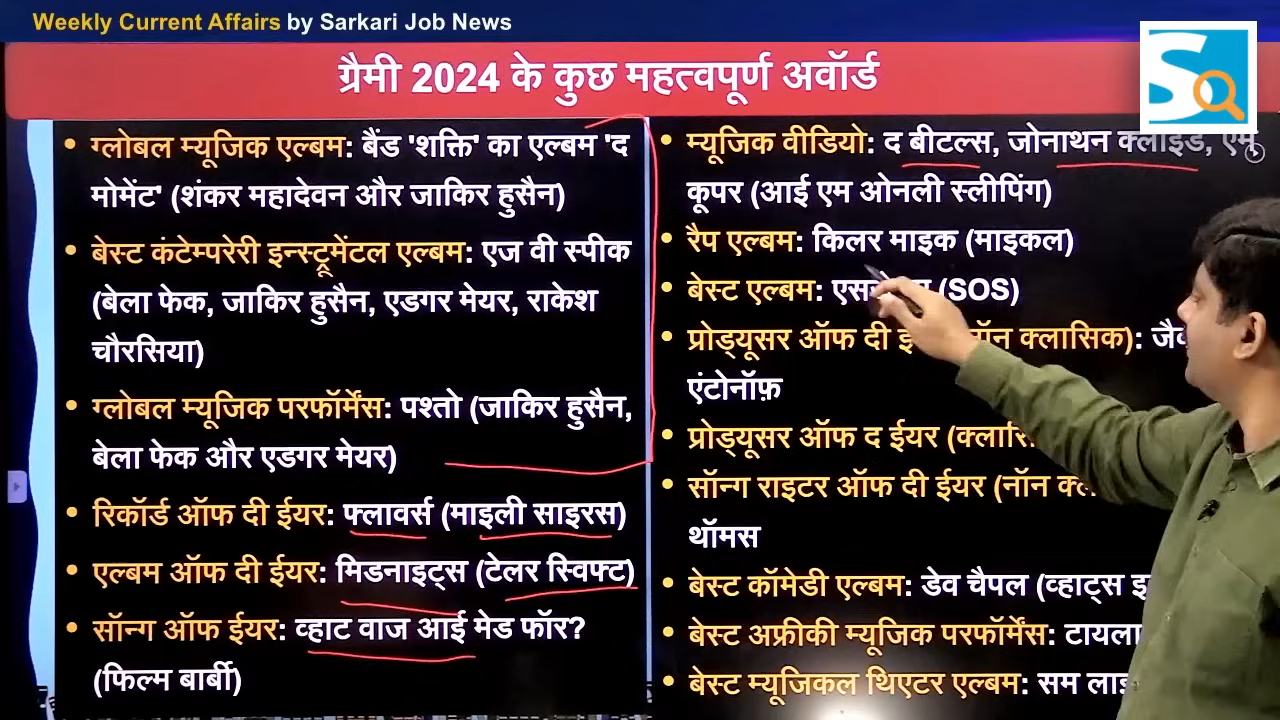 Weekly Current Affairs by Sarkari Job News
ग्रैमी 2024 के कुछ महत्वपूर्ण अवॉर्ड
• ग्लोबल म्यूजिक एल्बम: बैंड 'शक्ति' का एल्बम 'द
मोमेंट' (शंकर महादेवन और जाकिर हुसैन)
• बेस्ट कंटेम्परेरी इन्स्ट्रूमेंटल एल्बम: एज वी स्पीक
(बेला फेक, जाकिर हुसैन, एडगर मेयर, राकेश
चौरसिया)
• ग्लोबल म्यूजिक परफॉर्मेंस: पश्तो (जाकिर हुसैन,
बेला फेक और एडगर मेयर)
• रिकॉर्ड ऑफ दी ईयर: फ्लावर्स (माइली साइरस)
• एल्बम ऑफ दी ईयर: मिडनाइट्स (टेलर स्विफ्ट)
• सॉन्ग ऑफ ईयर: व्हाट वाज आई मेड फॉर?
(फिल्म बार्बी)
• म्यूजिक वीडियो: द बीटल्स, जोनाथन क्लाइड, एम
कूपर (आई एम ओनली स्लीपिंग)
• रैप एल्बम: किलर माइक (माइकल)
• बेस्ट एल्बम: (SOS)
• प्रोड्यूसर ऑफ दी क्लासिक):
एंटोनॉफ़
• प्रोड्यूसर ऑफ द ईयर
• सॉन्ग राइटर ऑफ दी ईयर (नॉन
थॉमस
• बेस्ट कॉमेडी एल्बम: डेव चैपल (व्हाट्स
• बेस्ट अफ्रीकी म्यूजिक परफॉर्मेंस:
• बेस्ट म्यूजिकल थिएटर एल्बम: सम